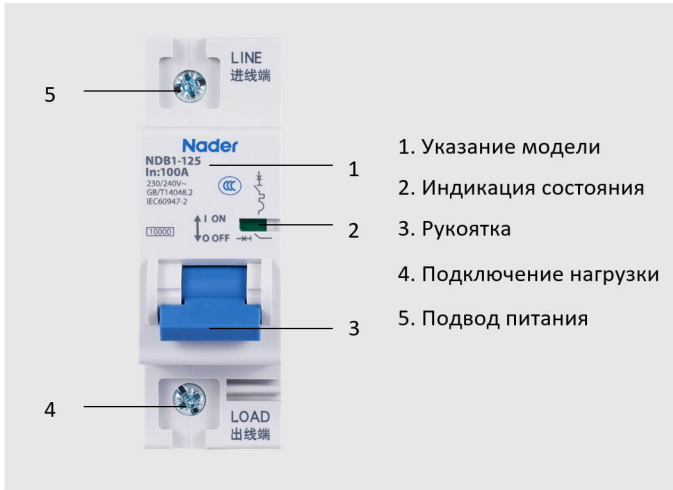 LINE
进线端
5
Nader
NDB1-125
In:100A
230/240V~
GB/T14048.2
IEC60947-2
CCC
I ON
O OFF
10000
1
2
3
4
LOAD
出线端
1. Указание модели
2. Индикация состояния
3. Рукоятка
4. Подключение нагрузки
5. Подвод питания